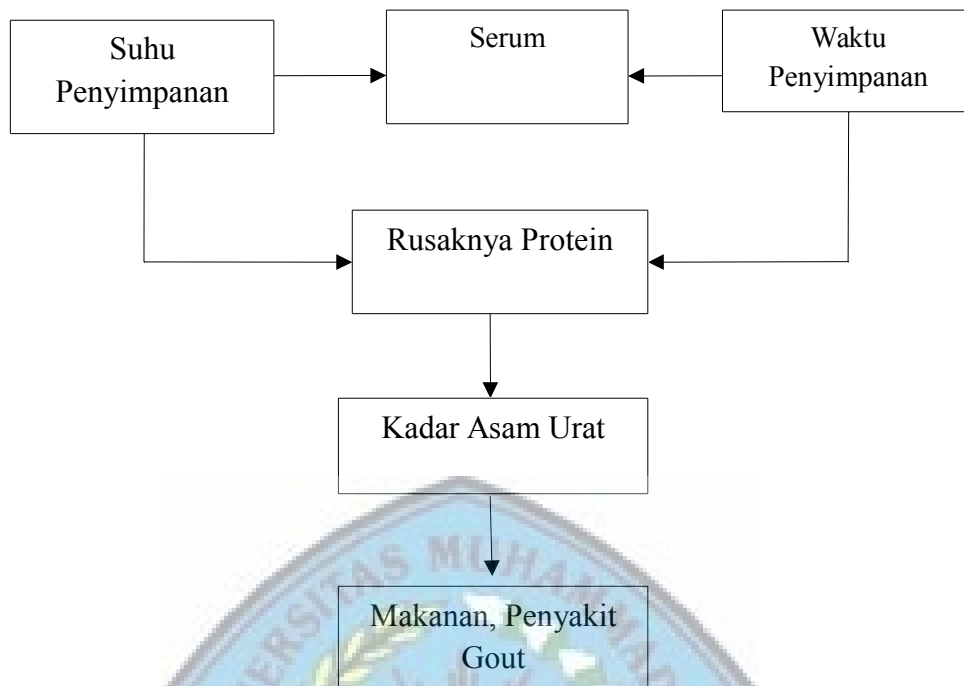 Suhu
Penyimpanan
Serum
Waktu
Penyimpanan
Rusaknya Protein
Kadar Asam Urat
Makanan, Penyakit
Gout